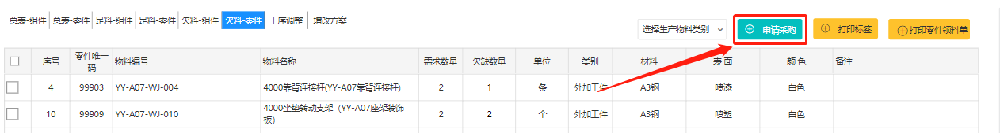 总表-组件 总表-零件 足料-组件 足料-零件 欠料-组件 欠料-零件 工序调整 增改方案
选择生产物料类别 申请采购 打印标签 打印零件领料单
序号 零件唯一码 物料编号 物料名称 需求数量 欠缺数量 单位 类别 材料 表 面 颜 色 备注
4 99903 YY-A07-WJ-004 4000靠背连接杆(YY-A07靠背连接杆) 2 1 条 外加工件 A3钢 喷漆 白色
10 99909 YY-A07-WJ-010 4000坐垫转动支架（YY-A07座架装饰板) 2 2 个 外加工件 A3钢 喷塑 白色